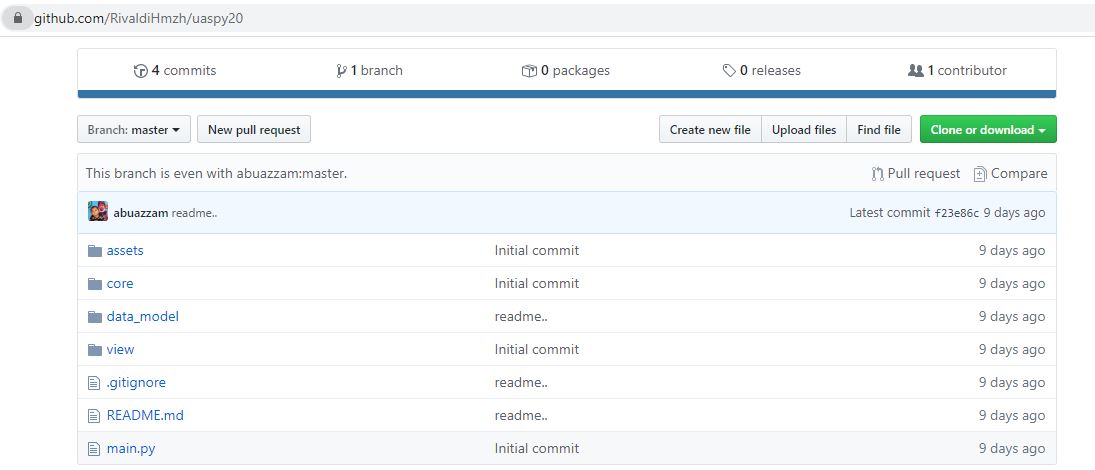 github.com/RivaldiHmzh/uaspy20
4 commits 1 branch 0 packages 0 releases 1 contributor
Branch: master New pull request Create new file Upload files Find file Clone or download
This branch is even with abuazzam:master. Pull request Compare
abuazzam readme.. Latest commit f23e86c 9 days ago
assets Initial commit 9 days ago
core Initial commit 9 days ago
data_model readme.. 9 days ago
view Initial commit 9 days ago
.gitignore readme.. 9 days ago
README.md readme.. 9 days ago
main.py Initial commit 9 days ago